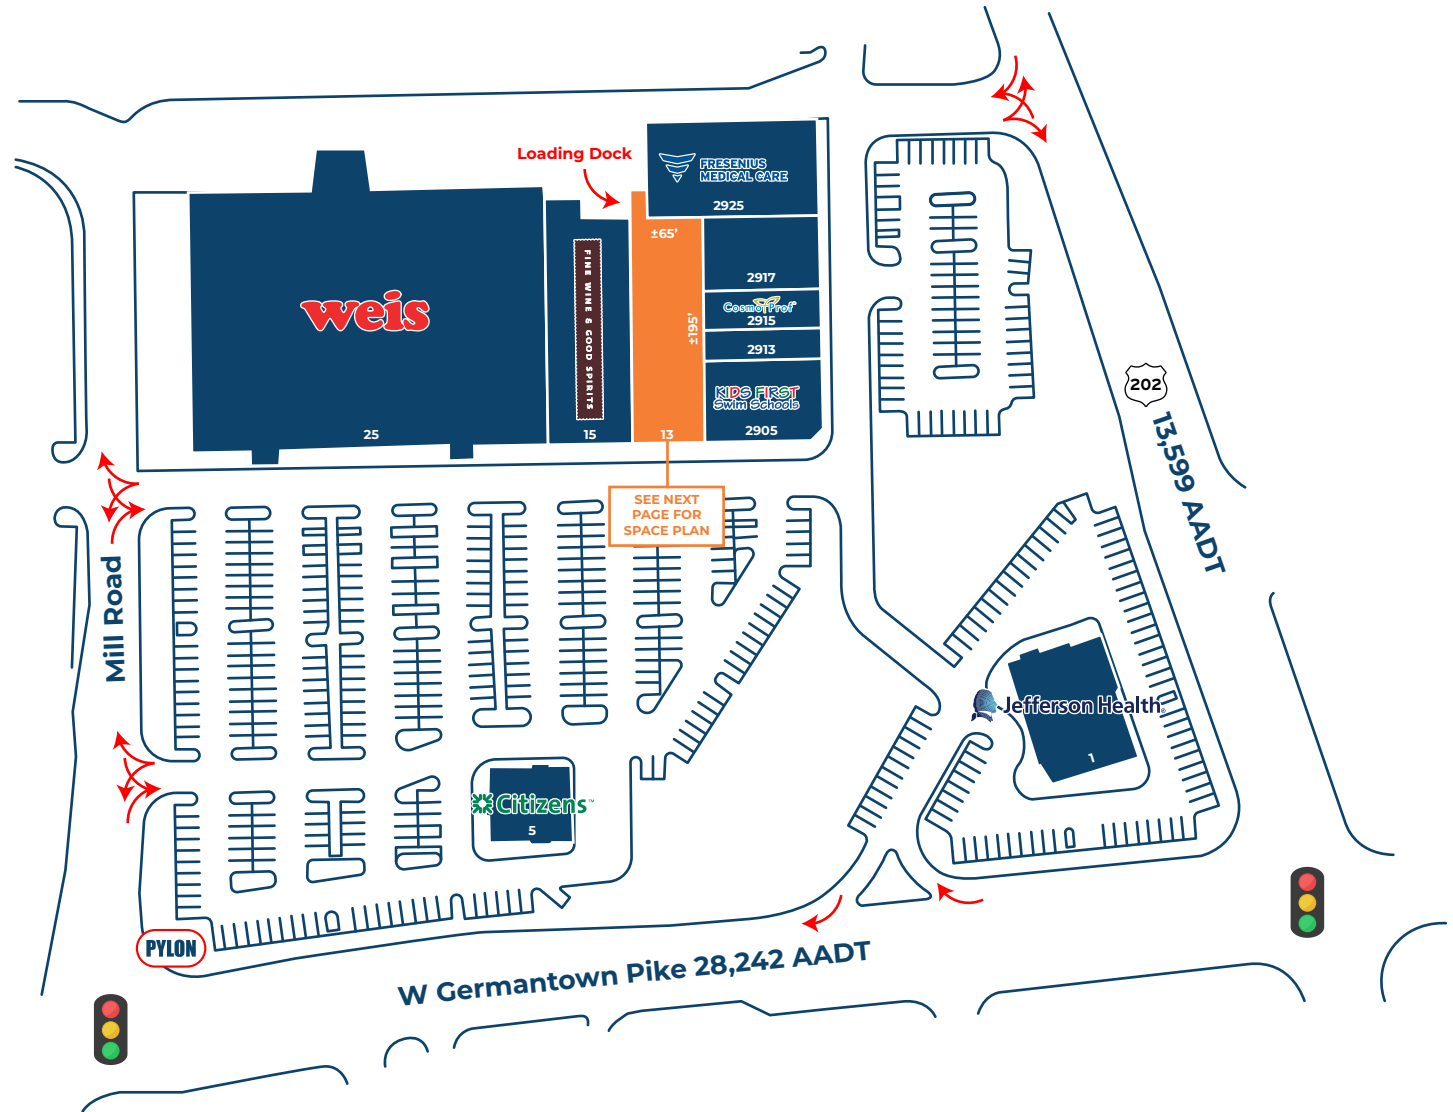 Loading Dock
FRESENIUS
MEDICAL CARE
2925
±65’
2917
weis
FINE WINE & GOOD SPIRITS
±195’
CosmoProf
2915
2913
KIDS FIRST
Swim Schools
2905
25
15
13
202
13,599 AADT
SEE NEXT
PAGE FOR
SPACE PLAN
Mill Road
Jefferson Health®
1
Citizens™
5
PYLON
W Germantown Pike 28,242 AADT